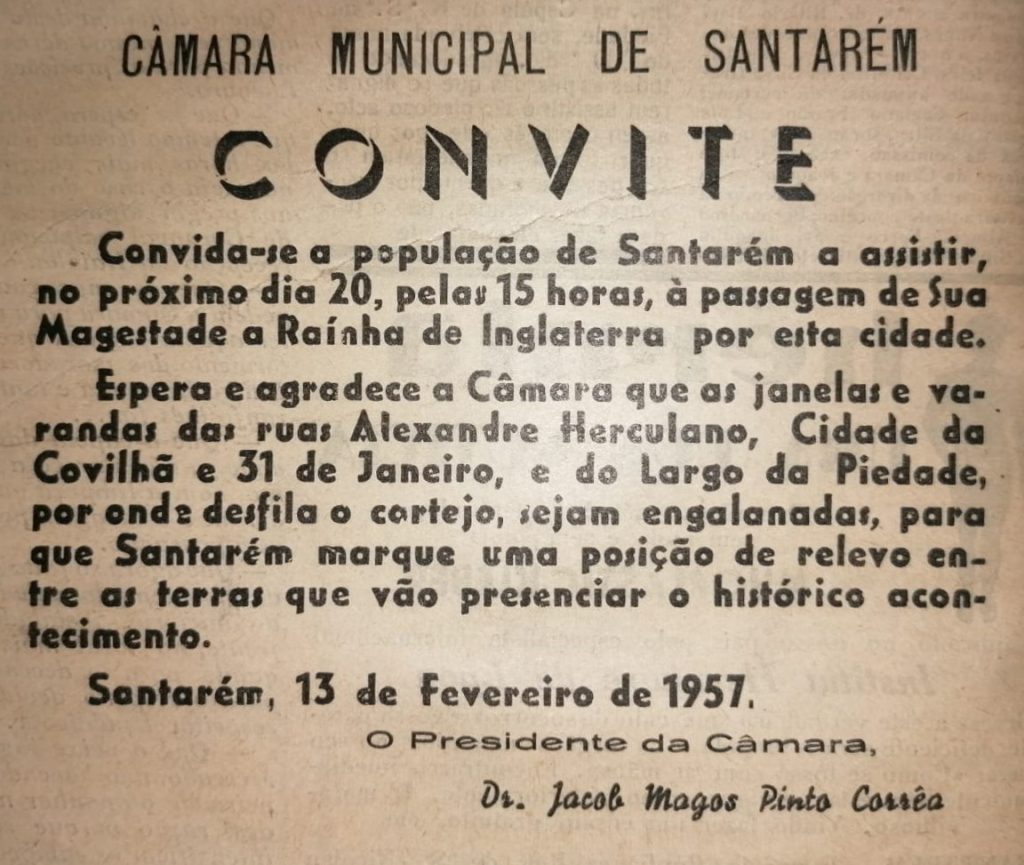 CÂMARA MUNICIPAL DE SANTARÉM
CONVITE
Convida-se a população de Santarém a assistir,
no próximo dia 20, pelas 15 horas, à passagem de Sua
Magestade a Raínha de Inglaterra por esta cidade.
Espera e agradece a Câmara que as janelas e va-
randas das ruas Alexandre Herculano, Cidade da
Covilhã e 31 de Janeiro, e do Largo da Piedade,
por onde desfila o cortejo, sejam engalanadas, para
que Santarém marque uma posição de relevo en-
tre as terras que vão presenciar o histórico acon-
tecimento.
Santarém, 13 de Fevereiro de 1957.
O Presidente da Câmara,
Dr. Jacob Magos Pinto Corrêa